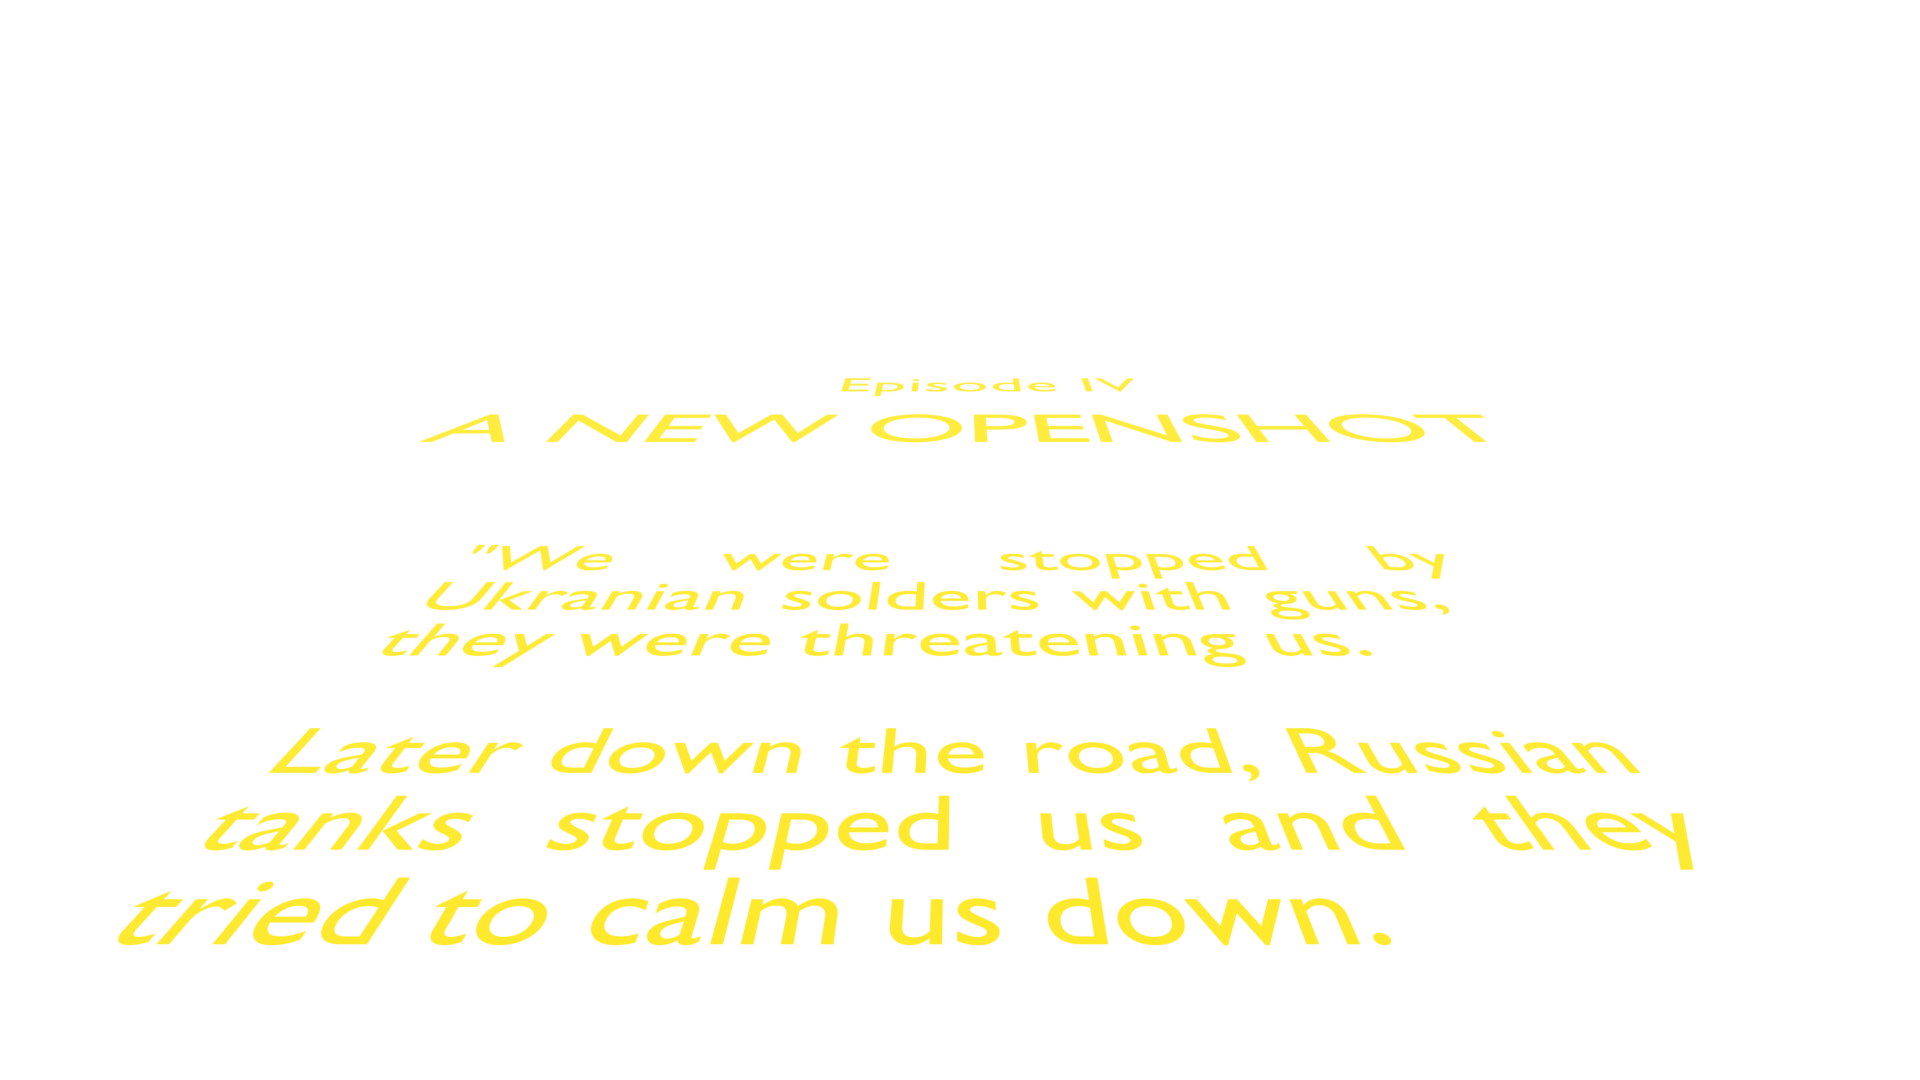 Episode IV
A NEW OPENSHOT
"We were stopped by
Ukranian solders with guns,
they were threatening us.
Later down the road, Russian
tanks stopped us and they
tried to calm us down.